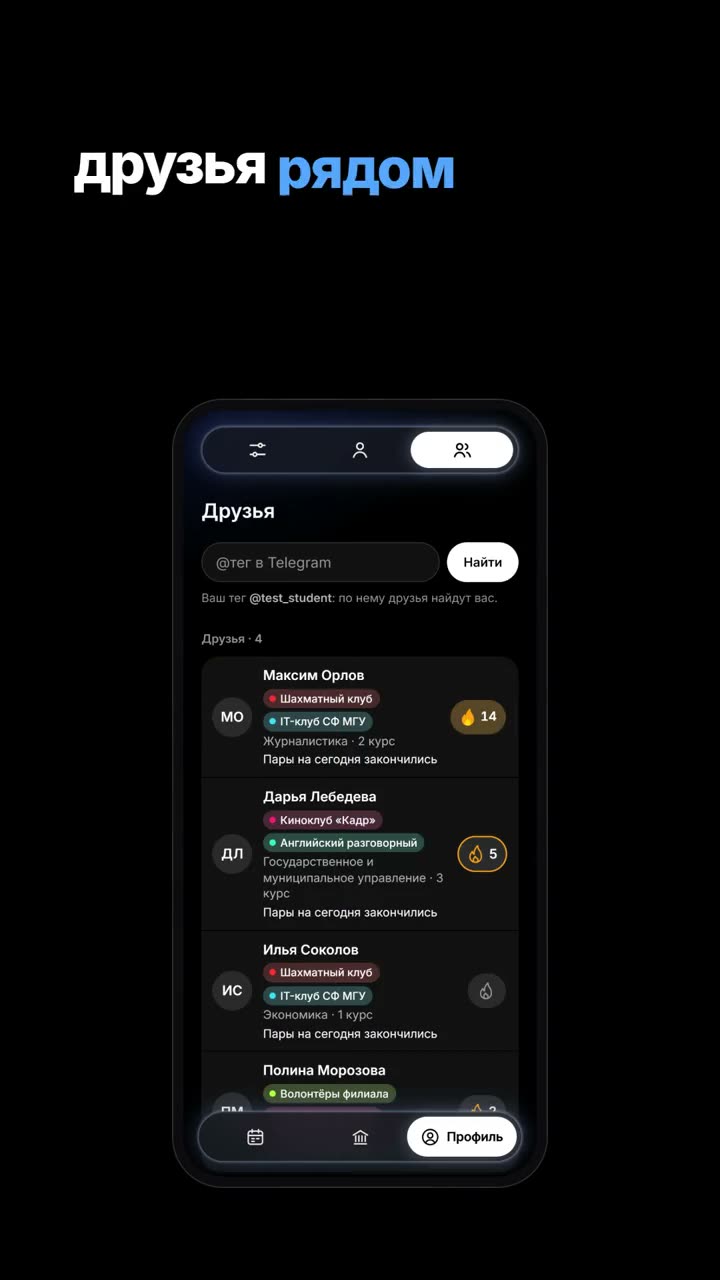 друзья рядом
Друзья
@тег в Telegram
Найти
Ваш тег @test_student: по нему друзья найдут вас.
Друзья · 4
Максим Орлов
Шахматный клуб
IT-клуб СФ МГУ
МО
14
Журналистика · 2 курс
Пары на сегодня закончились
Дарья Лебедева
Киноклуб «Кадр»
Английский разговорный
ДЛ
5
Государственное и
муниципальное управление · 3
курс
Пары на сегодня закончились
Илья Соколов
Шахматный клуб
IT-клуб СФ МГУ
ИС
Экономика · 1 курс
Пары на сегодня закончились
Полина Морозова
Волонтёры филиала
ПМ
Профиль